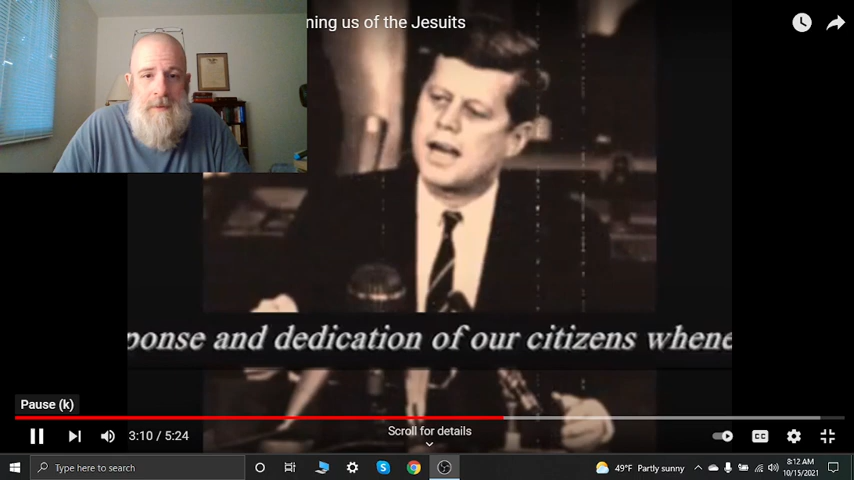 ning us of the Jesuits
ponse and dedication of our citizens whene
Pause (k)
3:10 / 5:24
Scroll for details
CC
Type here to search
49°F Partly sunny
8:12 AM
10/15/2021